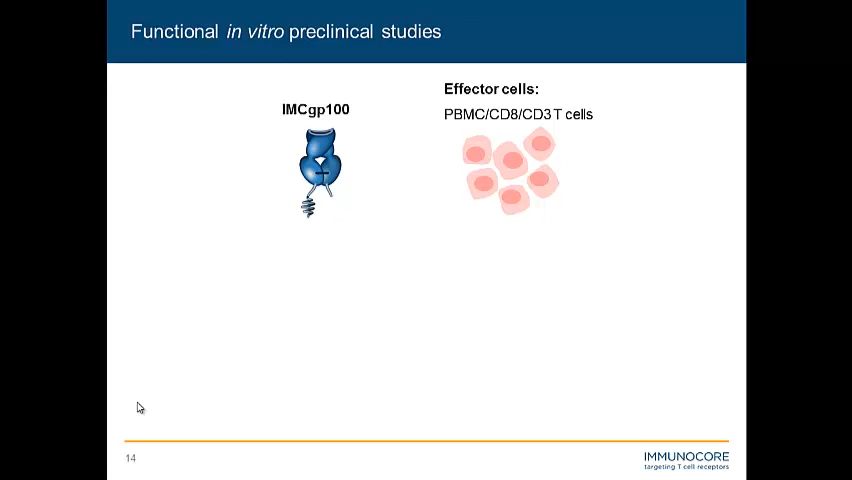 Functional in vitro preclinical studies
Effector cells:
IMCgp100
PBMC/CD8/CD3 T cells
14
IMMUNOCORE
targeting T cell receptors